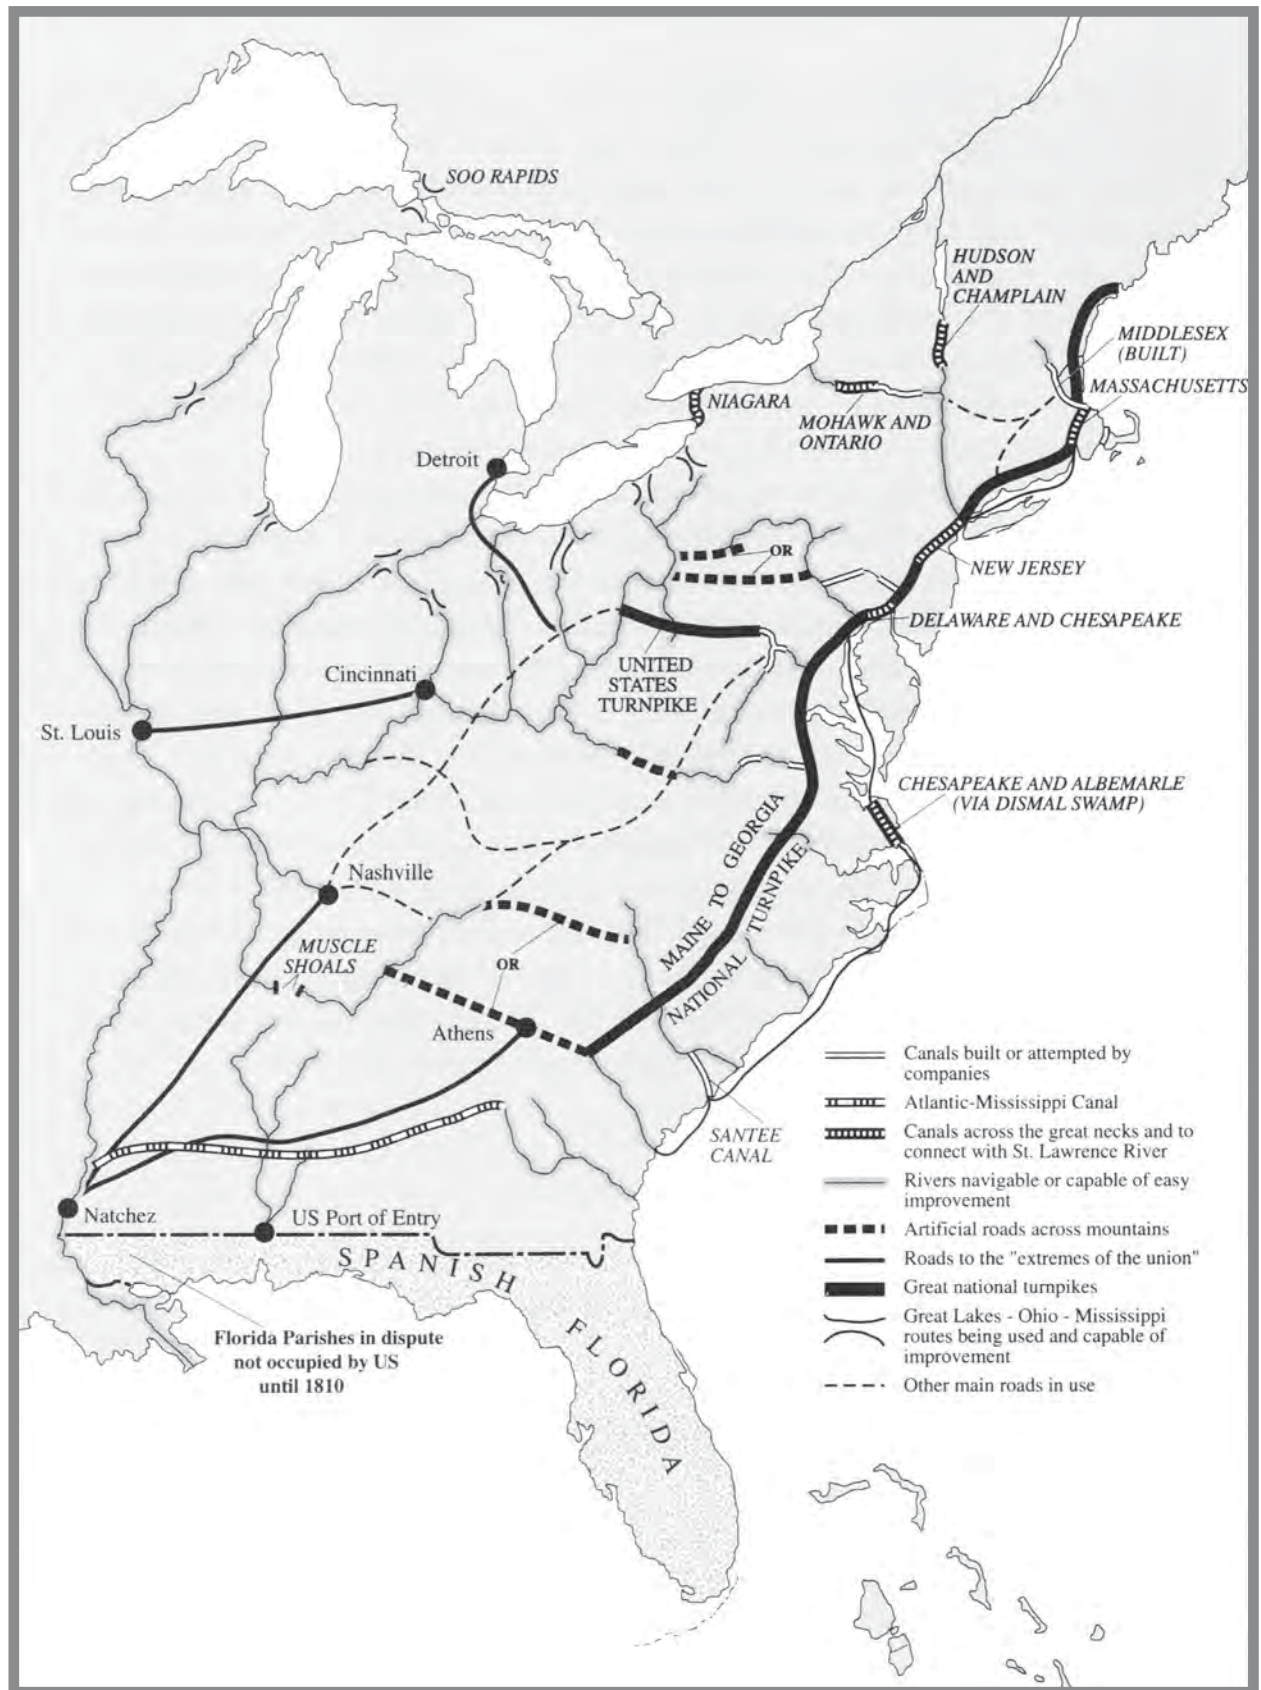 SOO RAPIDS
HUDSON
AND
CHAMPLAIN
MIDDLESEX
(BUILT)
MASSACHUSETTS
NIAGARA
MOHAWK AND
ONTARIO
Detroit
OR
NEW JERSEY
DELAWARE AND CHESAPEAKE
UNITED
STATES
TURNPIKE
Cincinnati
St. Louis
CHESAPEAKE AND ALBEMARLE
(VIA DISMAL SWAMP)
MAINE TO GEORGIA
NATIONAL TURNPIKE
Nashville
MUSCLE
SHOALS
OR
Athens
SANTEE
CANAL
Natchez
US Port of Entry
SPANISH
FLORIDA
Florida Parishes in dispute
not occupied by US
until 1810
Canals built or attempted by
companies
Atlantic-Mississippi Canal
Canals across the great necks and to
connect with St. Lawrence River
Rivers navigable or capable of easy
improvement
Artificial roads across mountains
Roads to the "extremes of the union"
Great national turnpikes
Great Lakes - Ohio - Mississippi
routes being used and capable of
improvement
Other main roads in use